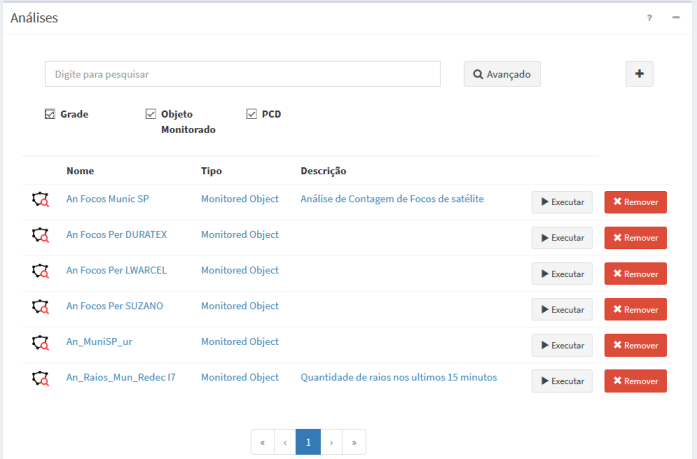 Análises
? −
Digite para pesquisar
Avançado
+
Grade
Objeto
Monitorado
PCD
Nome Tipo Descrição
An Focos Munic SP Monitored Object Análise de Contagem de Focos de satélite Executar Remover
An Focos Per DURATEX Monitored Object Executar Remover
An Focos Per LWARCEL Monitored Object Executar Remover
An Focos Per SUZANO Monitored Object Executar Remover
An_MuniSP_ur Monitored Object Executar Remover
An_Raios_Mun_Redec I7 Monitored Object Quantidade de raios nos ultimos 15 minutos Executar Remover
« ‹ 1 › »